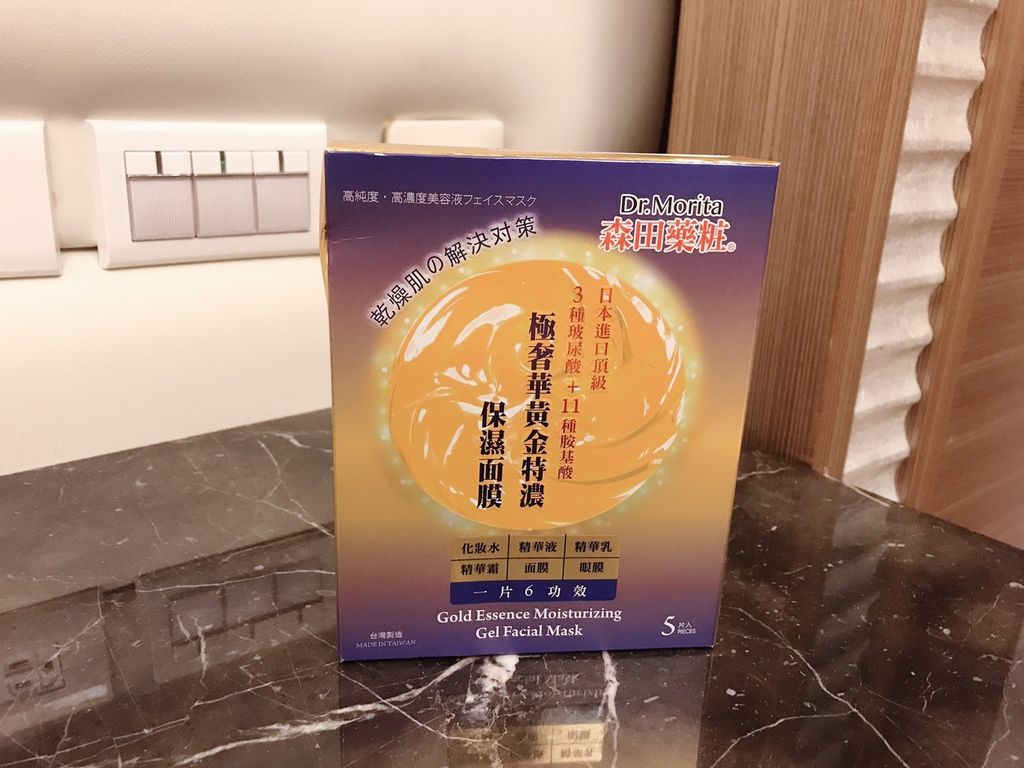 高純度・高濃度美容液フェイスマスク
Dr.Morita
森田藥粧®
乾燥肌の解決対策
日本進口頂級
3種玻尿酸+11種胺基酸
極奢華黃金特濃
保濕面膜
化妝水 精華液 精華乳
精華霜 面膜 眼膜
一片6功效
Gold Essence Moisturizing
Gel Facial Mask
台灣製造
MADE IN TAIWAN
5片入
PIECES